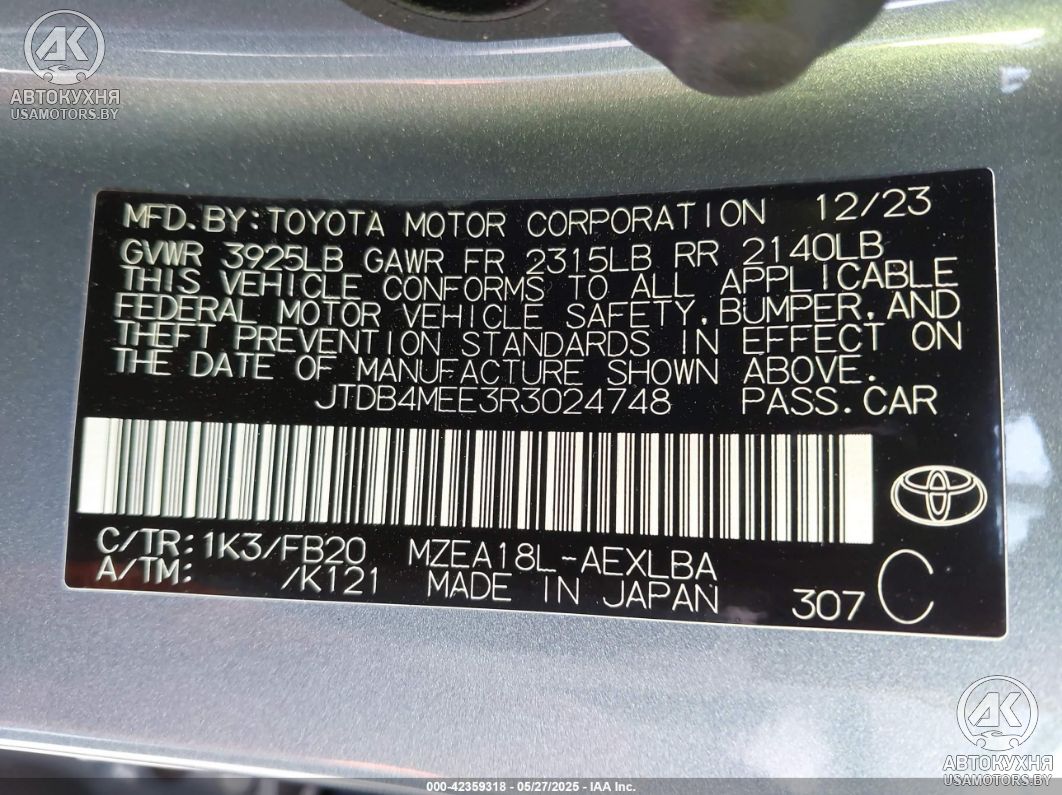 AK
АВТОКУХНЯ
USAMOTORS.BY
MFD. BY: TOYOTA MOTOR CORPORATION 12/23
GVWR 3925LB GAWR FR 2315LB RR 2140LB
THIS VEHICLE CONFORMS TO ALL APPLICABLE
FEDERAL MOTOR VEHICLE SAFETY, BUMPER, AND
THEFT PREVENTION STANDARDS IN EFFECT ON
THE DATE OF MANUFACTURE SHOWN ABOVE.
JTDB4MEE3R3024748 PASS. CAR
C/TR: 1K3/FB20 MZEA18L-AEXLBA
A/TM: /K121 MADE IN JAPAN 307 C
AK
АВТОКУХНЯ
USAMOTORS.BY
000-42359318 - 05/27/2025 - IAA Inc.